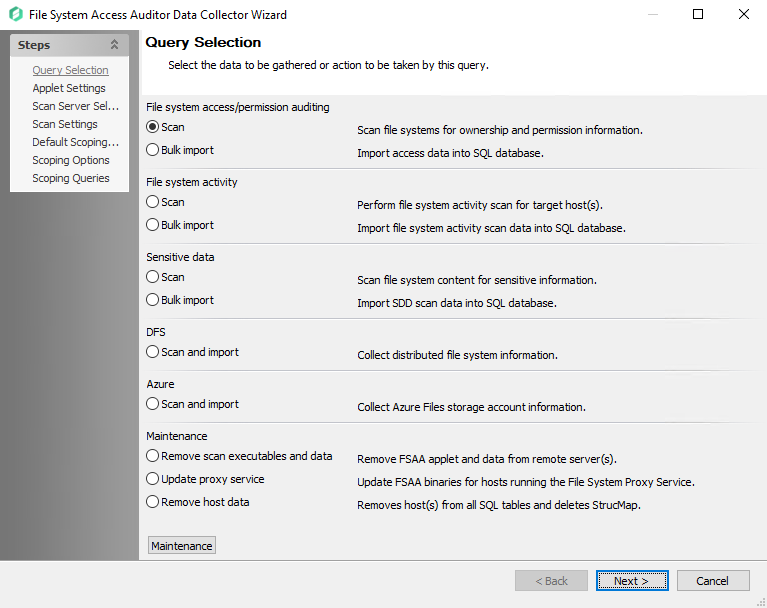 File System Access Auditor Data Collector Wizard
Steps
Query Selection
Applet Settings
Scan Server Sel...
Scan Settings
Default Scoping...
Scoping Options
Scoping Queries
Query Selection
Select the data to be gathered or action to be taken by this query.
File system access/permission auditing
Scan Scan file systems for ownership and permission information.
Bulk import Import access data into SQL database.
File system activity
Scan Perform file system activity scan for target host(s).
Bulk import Import file system activity scan data into SQL database.
Sensitive data
Scan Scan file system content for sensitive information.
Bulk import Import SDD scan data into SQL database.
DFS
Scan and import Collect distributed file system information.
Azure
Scan and import Collect Azure Files storage account information.
Maintenance
Remove scan executables and data Remove FSAA applet and data from remote server(s).
Update proxy service Update FSAA binaries for hosts running the File System Proxy Service.
Remove host data Removes host(s) from all SQL tables and deletes StrucMap.
Maintenance
< Back Next > Cancel